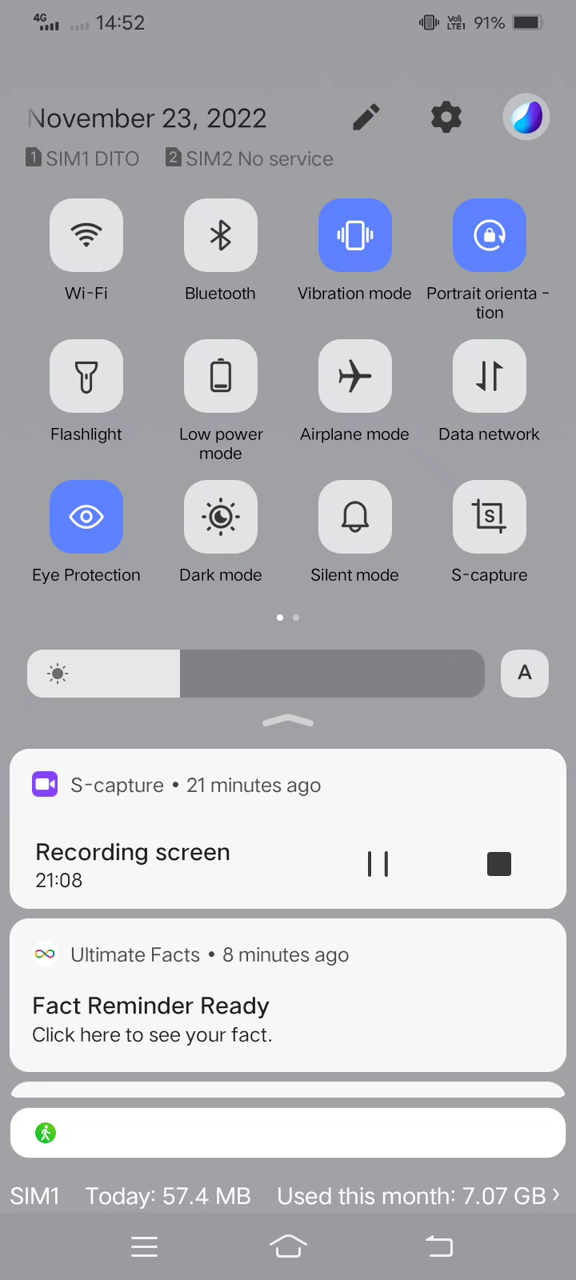 4G 14:52 VoI) LTE1 91%
November 23, 2022
1 SIM1 DITO 2 SIM2 No service
Wi-Fi Bluetooth Vibration mode Portrait orienta -
tion
Flashlight Low power Airplane mode Data network
mode
Eye Protection Dark mode Silent mode S-capture
S
A
S-capture • 21 minutes ago
Recording screen
21:08
Ultimate Facts • 8 minutes ago
Fact Reminder Ready
Click here to see your fact.
SIM1 Today: 57.4 MB Used this month: 7.07 GB